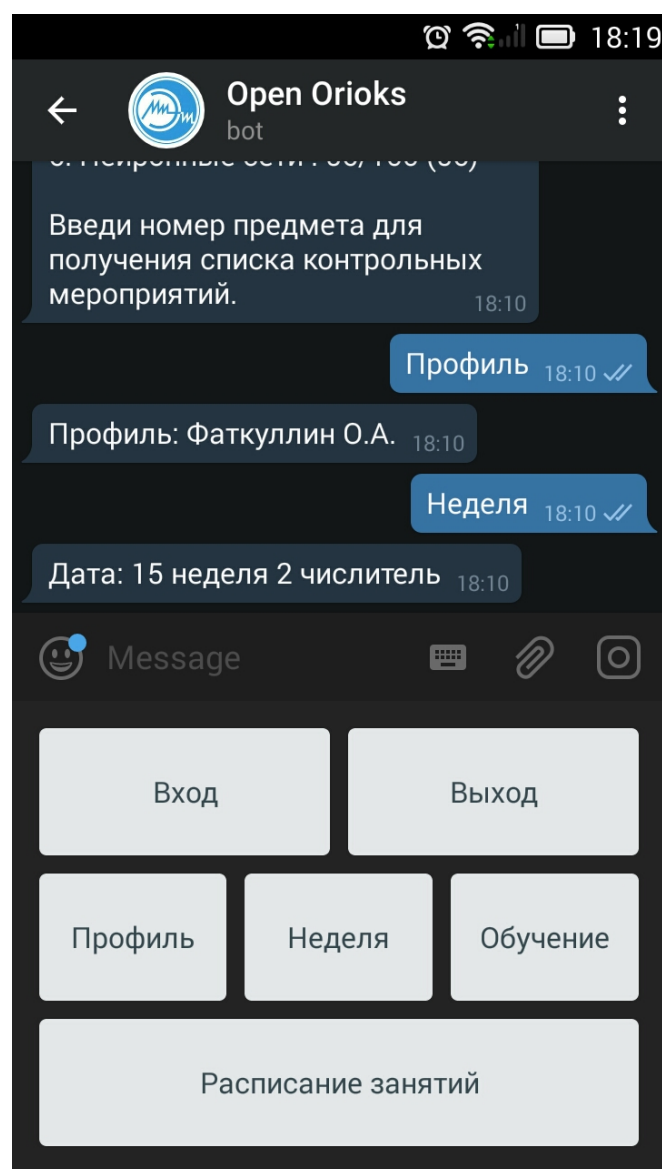 18:19
Open Orioks
bot
Введи номер предмета для
получения списка контрольных
мероприятий. 18:10
Профиль 18:10
Профиль: Фаткуллин О.А. 18:10
Неделя 18:10
Дата: 15 неделя 2 числитель 18:10
Message
Вход Выход
Профиль Неделя Обучение
Расписание занятий